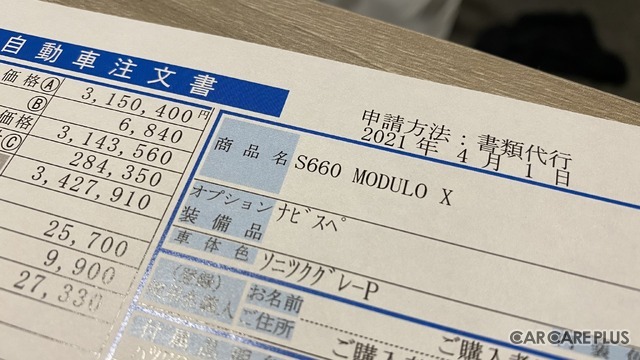 自動車注文書
価格Ⓐ 3,150,400円
Ⓑ 6,840
価格 3,143,560
Ⓒ 284,350
3,427,910
25,700
9,900
27,330
申請方法：書類代行
2021年 4月 1日
商品名 S660 MODULO X
オプション装備品 ナビスペ
車体色 ソニツクグレーP
お名前
ご住所
ご購入
ご購入者
CAR CARE PLUS